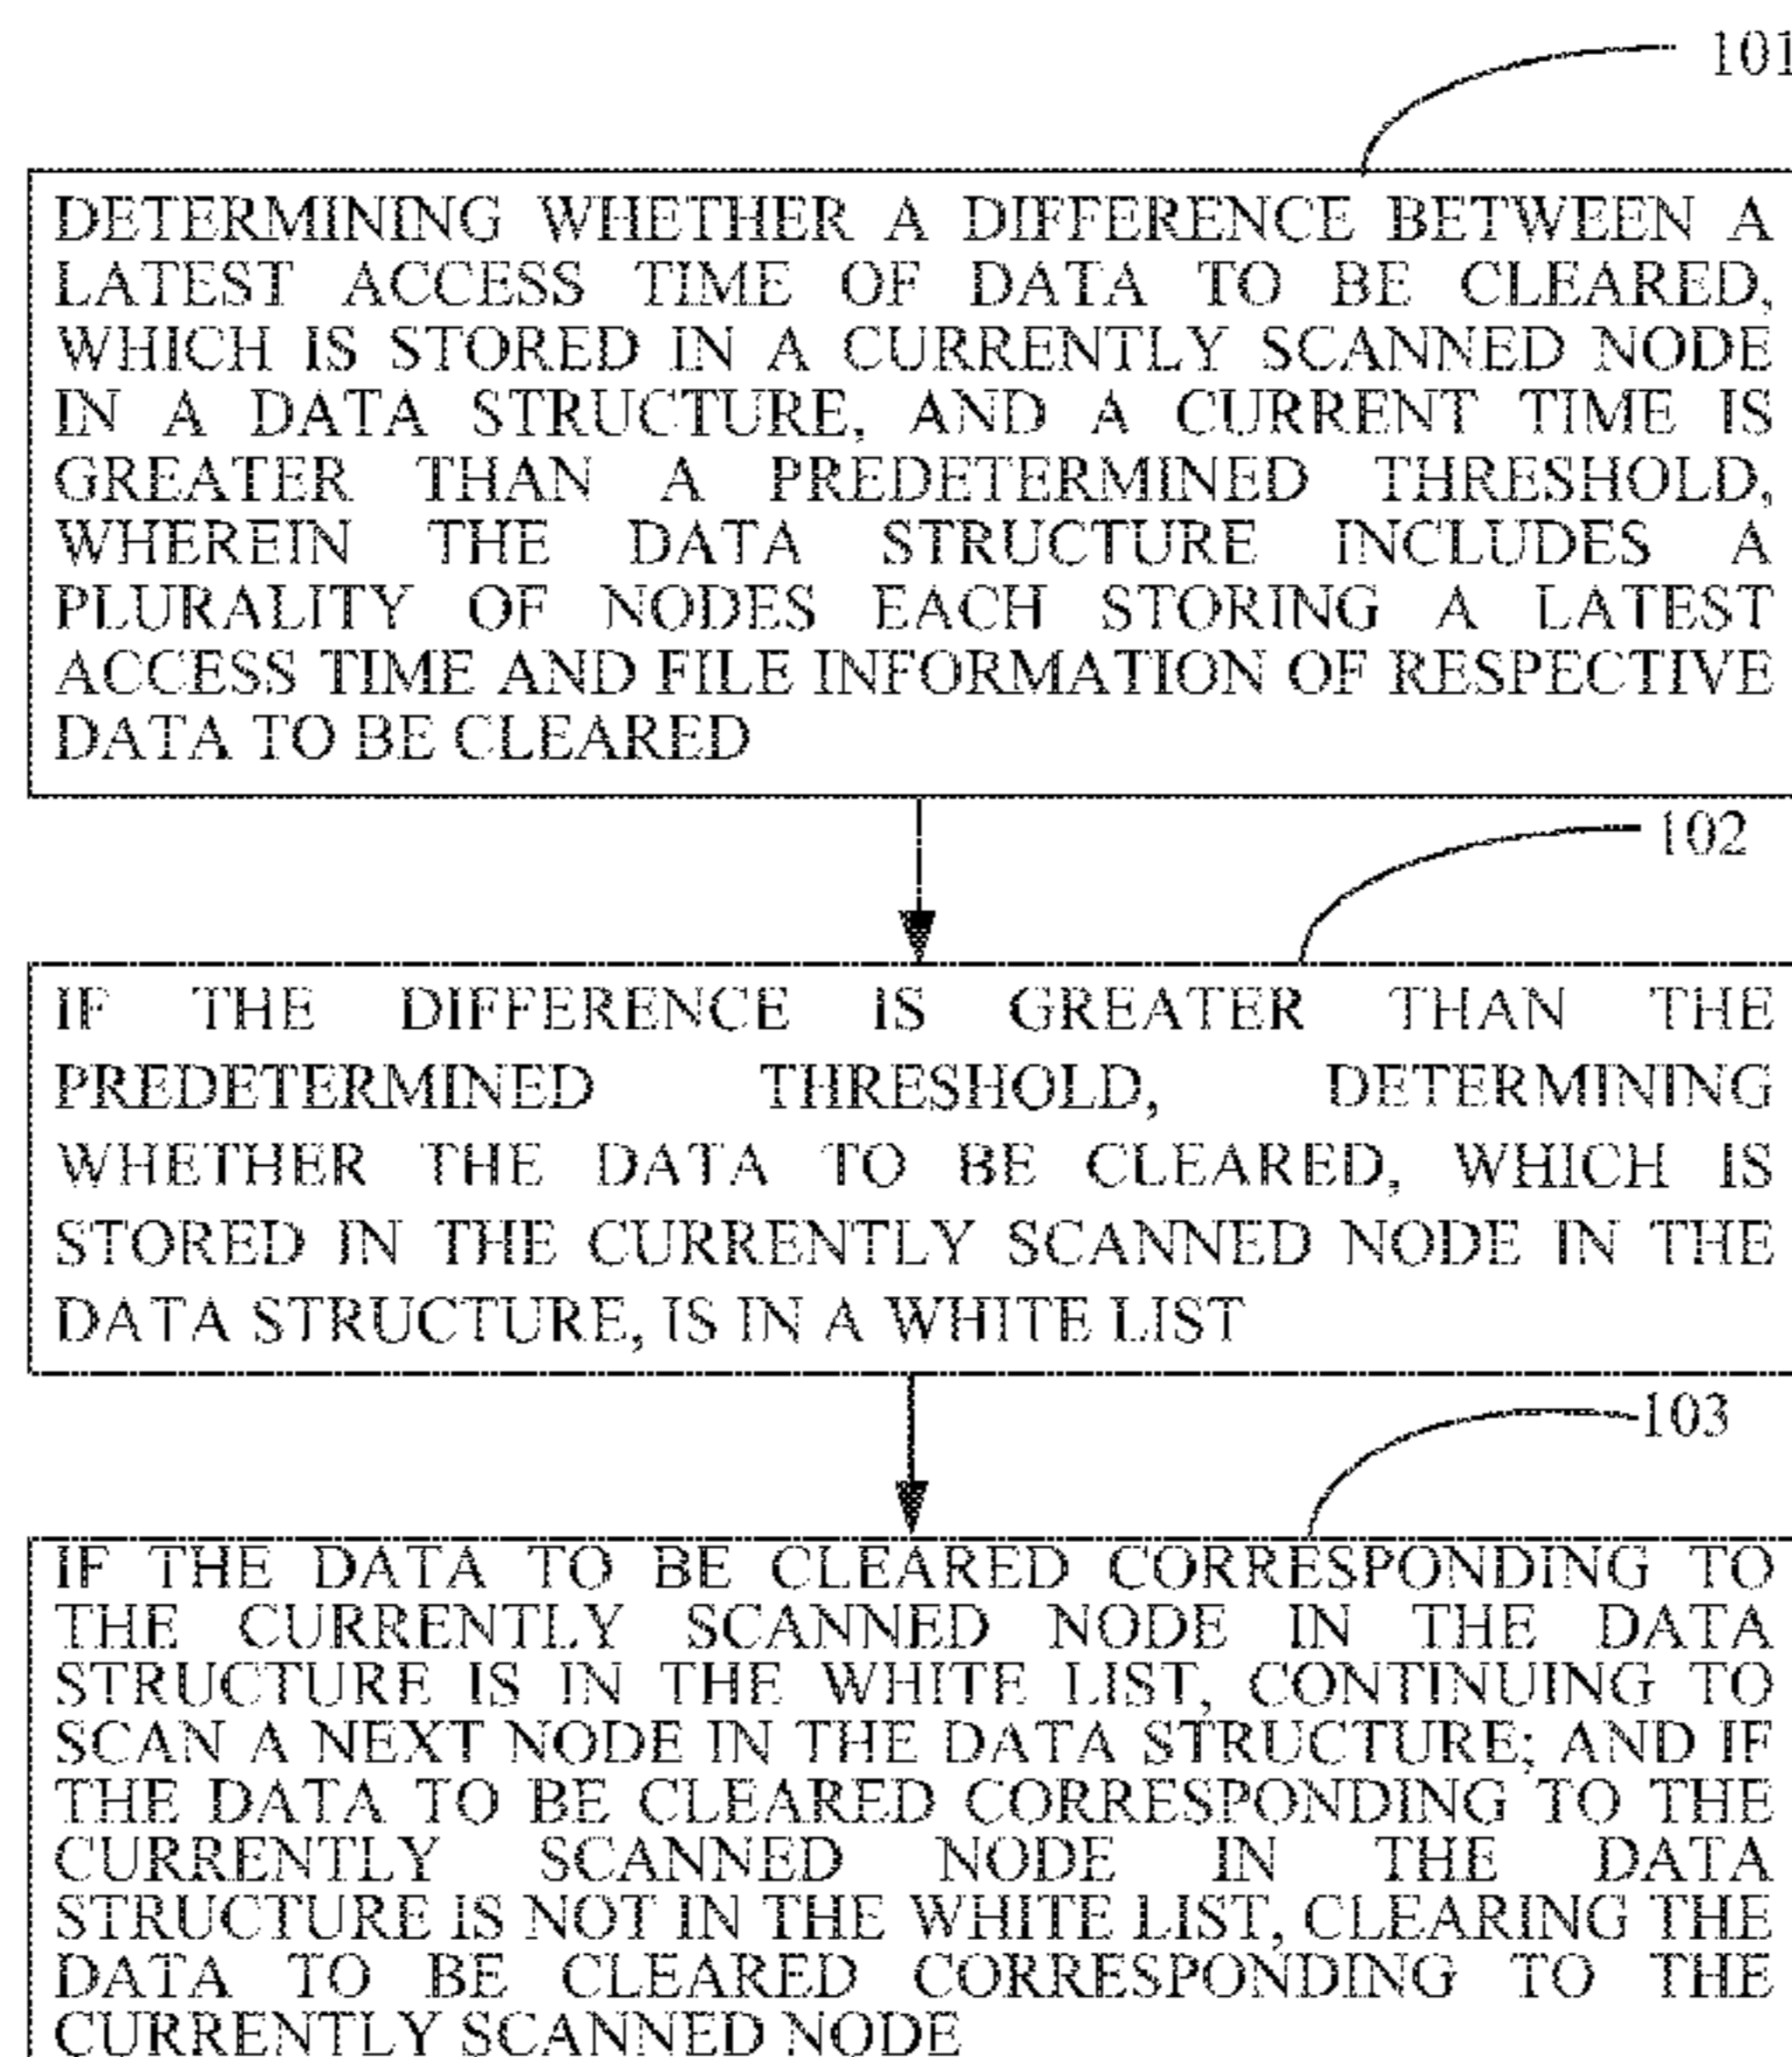 101
DETERMINING WHETHER A DIFFERENCE BETWEEN A
LATEST ACCESS TIME OF DATA TO BE CLEARED,
WHICH IS STORED IN A CURRENTLY SCANNED NODE
IN A DATA STRUCTURE, AND A CURRENT TIME IS
GREATER THAN A PREDETERMINED THRESHOLD,
WHEREIN THE DATA STRUCTURE INCLUDES A
PLURALITY OF NODES EACH STORING A LATEST
ACCESS TIME AND FILE INFORMATION OF RESPECTIVE
DATA TO BE CLEARED
102
IF THE DIFFERENCE IS GREATER THAN THE
PREDETERMINED THRESHOLD, DETERMINING
WHETHER THE DATA TO BE CLEARED, WHICH IS
STORED IN THE CURRENTLY SCANNED NODE IN THE
DATA STRUCTURE, IS IN A WHITE LIST
103
IF THE DATA TO BE CLEARED CORRESPONDING TO
THE CURRENTLY SCANNED NODE IN THE DATA
STRUCTURE IS IN THE WHITE LIST, CONTINUING TO
SCAN A NEXT NODE IN THE DATA STRUCTURE; AND IF
THE DATA TO BE CLEARED CORRESPONDING TO THE
CURRENTLY SCANNED NODE IN THE DATA
STRUCTURE IS NOT IN THE WHITE LIST, CLEARING THE
DATA TO BE CLEARED CORRESPONDING TO THE
CURRENTLY SCANNED NODE